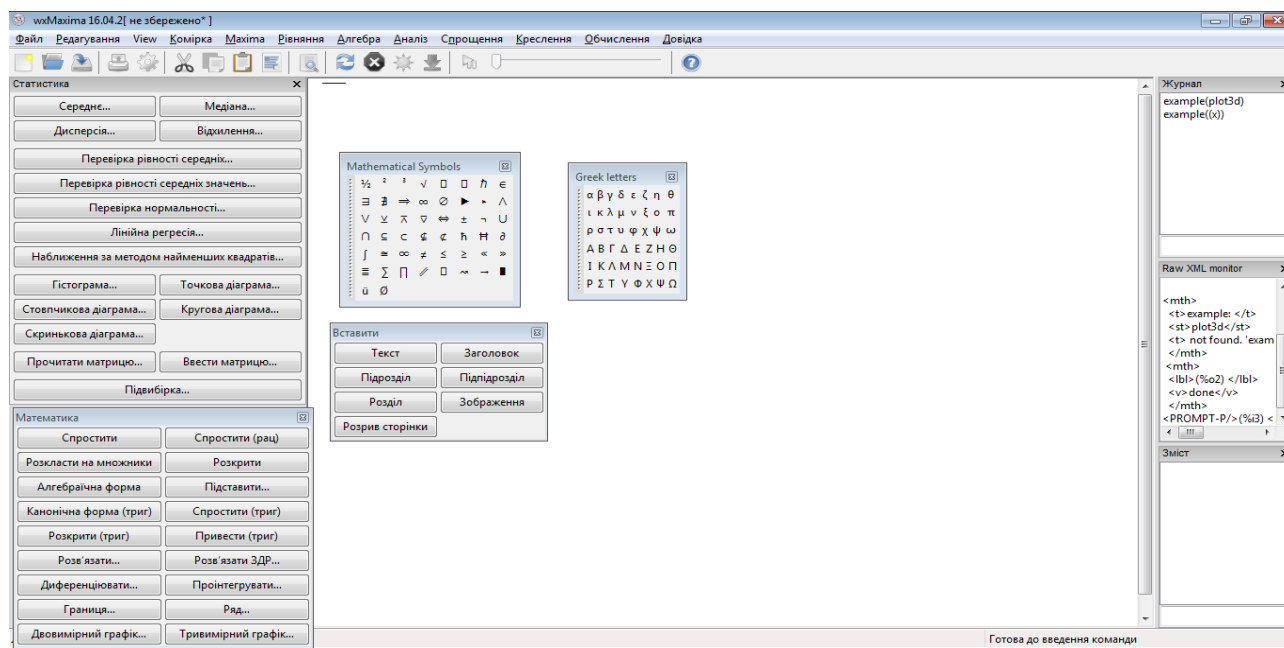 wxMaxima 16.04.2[ не збережено* ]
Файл Редагування View Комірка Maxima Рівняння Алгебра Аналіз Спрощення Креслення Обчислення Довідка
Статистика
Середнє... Медіана...
Дисперсія... Відхилення...
Перевірка рівності середніх...
Перевірка рівності середніх значень...
Перевірка нормальності...
Лінійна регресія...
Наближення за методом найменших квадратів...
Гістограма... Точкова діаграма...
Стовпчикова діаграма... Кругова діаграма...
Скринькова діаграма...
Прочитати матрицю... Ввести матрицю...
Підвибірка...
Математика
Спростити Спростити (рац)
Розкласти на множники Розкрити
Алгебраїчна форма Підставити...
Канонічна форма (триг) Спростити (триг)
Розкрити (триг) Привести (триг)
Розв'язати... Розв'язати ЗДР...
Диференціювати... Проінтегрувати...
Границя... Ряд...
Двовимірний графік... Тривимірний графік...
Mathematical Symbols
½ ² ³ √ ℏ ∈
∃ ∄ ⇒ ∞ ∅ ▶ ▸ ⋀
⋁ ⊻ ⊼ ⊽ ⇔ ± ¬ ⋃
⋂ ⊆ ⊂ ⊈ ⊄ ħ Ħ ∂
∫ ≅ ∝ ≠ ≤ ≥ « »
≣ ∑ ∏ ∥ ↝ → ∎
ü Ø
Greek letters
α β γ δ ε ζ η θ
ι κ λ μ ν ξ ο π
ρ σ τ υ φ χ ψ ω
Α Β Γ Δ Ε Ζ Η Θ
Ι Κ Λ Μ Ν Ξ Ο Π
Ρ Σ Τ Υ Φ Χ Ψ Ω
Вставити
Текст Заголовок
Підрозділ Підпідрозділ
Розділ Зображення
Розрив сторінки
Журнал
example(plot3d)
example((x))
Raw XML monitor
<mth>
<t>example: </t>
<st>plot3d</st>
<t> not found. 'exam
</mth>
<mth>
<lbl>(%o2) </lbl>
<v>done</v>
</mth>
<PROMPT-P/>(%i3) <
Зміст
Готова до введення команди